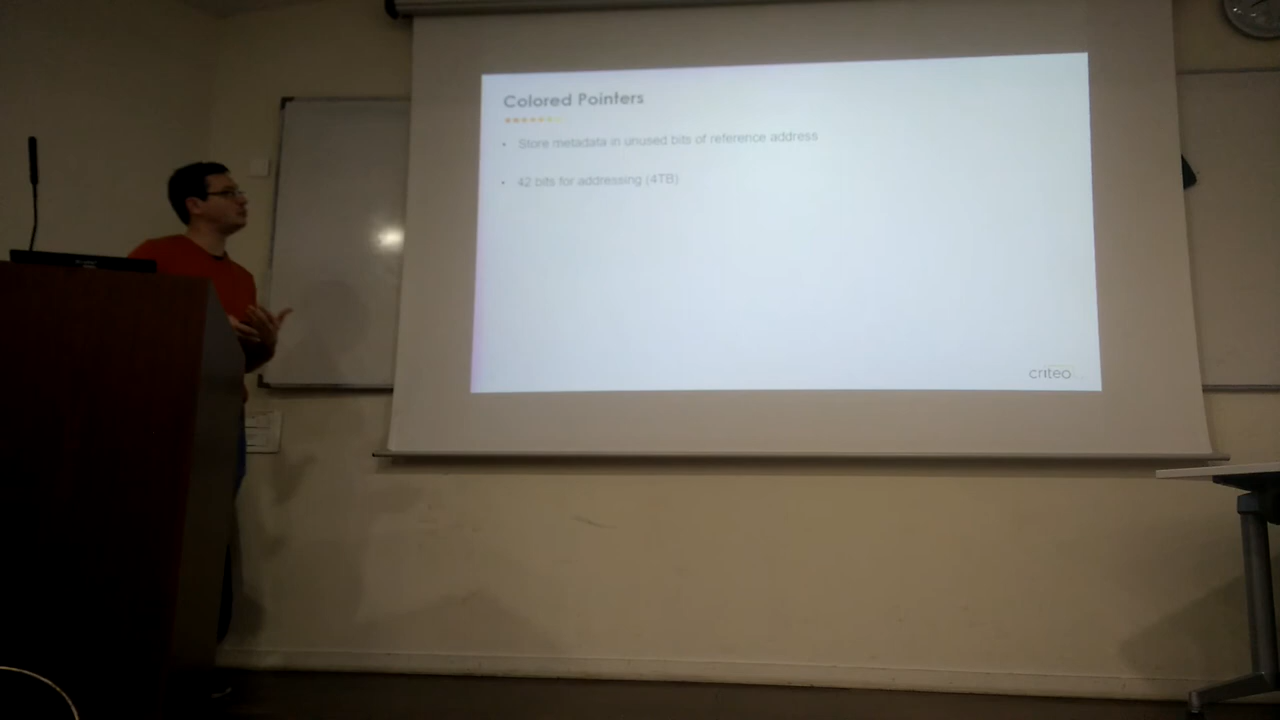 Colored Pointers
• Store metadata in unused bits of reference address
• 42 bits for addressing (4TB)
criteo